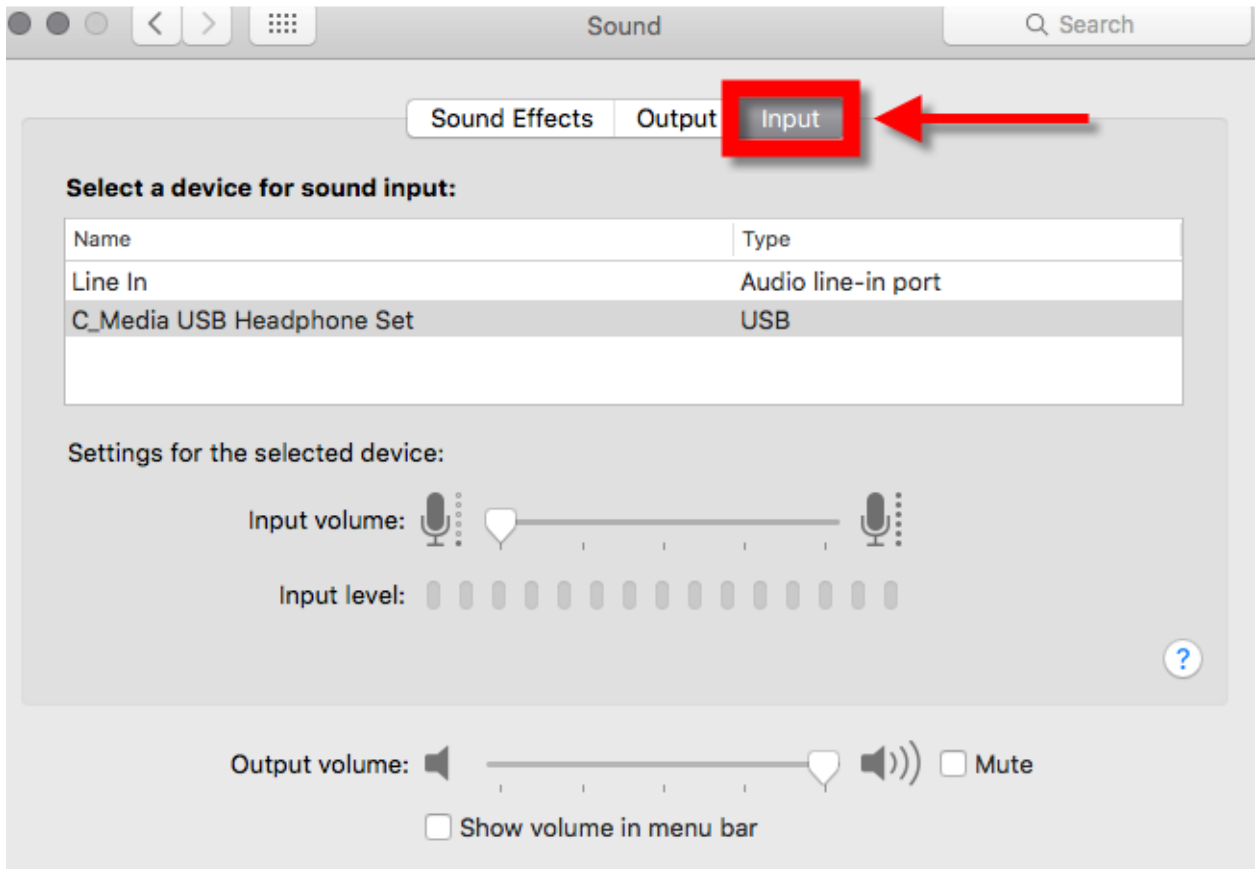 Sound
Search
Sound Effects Output Input
Select a device for sound input:
Name Type
Line In Audio line-in port
C_Media USB Headphone Set USB
Settings for the selected device:
Input volume:
Input level:
?
Output volume: Mute
Show volume in menu bar